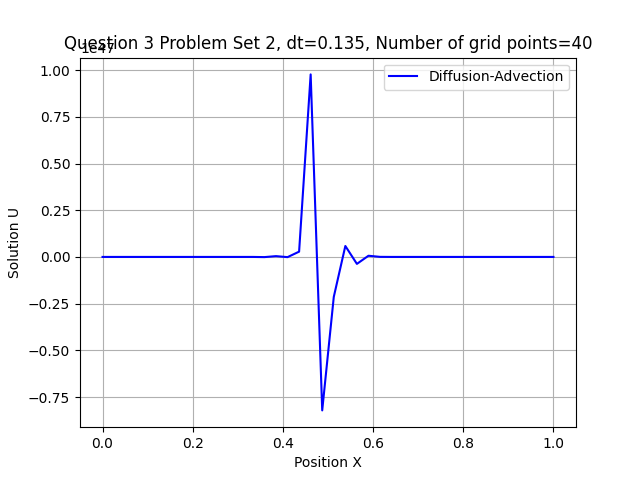 Question 3 Problem Set 2, dt=0.135, Number of grid points=40
1e47
Diffusion-Advection
1.00
0.75
0.50
0.25
0.00
−0.25
−0.50
−0.75
Solution U
0.0 0.2 0.4 0.6 0.8 1.0
Position X